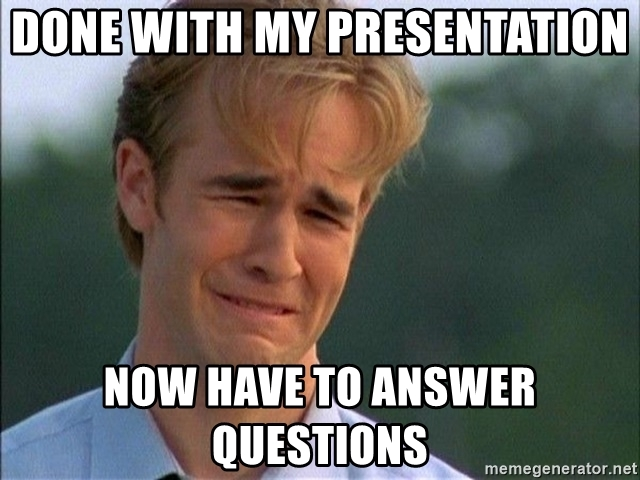 DONE WITH MY PRESENTATION
NOW HAVE TO ANSWER
QUESTIONS
memegenerator.net